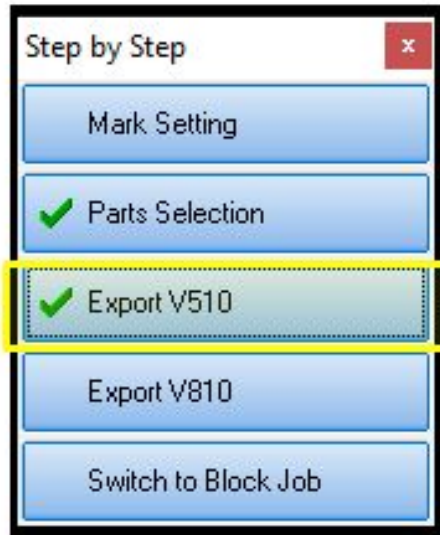 Step by Step
x
Mark Setting
Parts Selection
Export V510
Export V810
Switch to Block Job